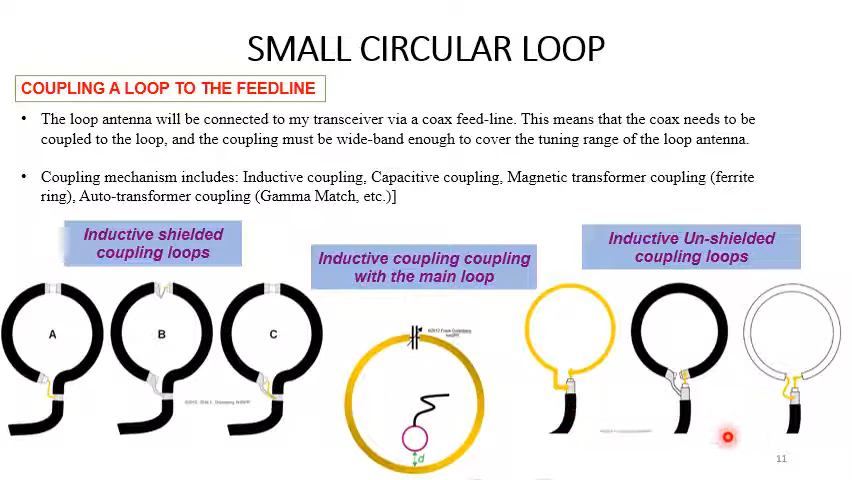 SMALL CIRCULAR LOOP
COUPLING A LOOP TO THE FEEDLINE
• The loop antenna will be connected to my transceiver via a coax feed-line. This means that the coax needs to be
coupled to the loop, and the coupling must be wide-band enough to cover the tuning range of the loop antenna.
• Coupling mechanism includes: Inductive coupling, Capacitive coupling, Magnetic transformer coupling (ferrite
ring), Auto-transformer coupling (Gamma Match, etc.)]
Inductive shielded
coupling loops
Inductive coupling coupling
with the main loop
Inductive Un-shielded
coupling loops
A
B
C
d
11